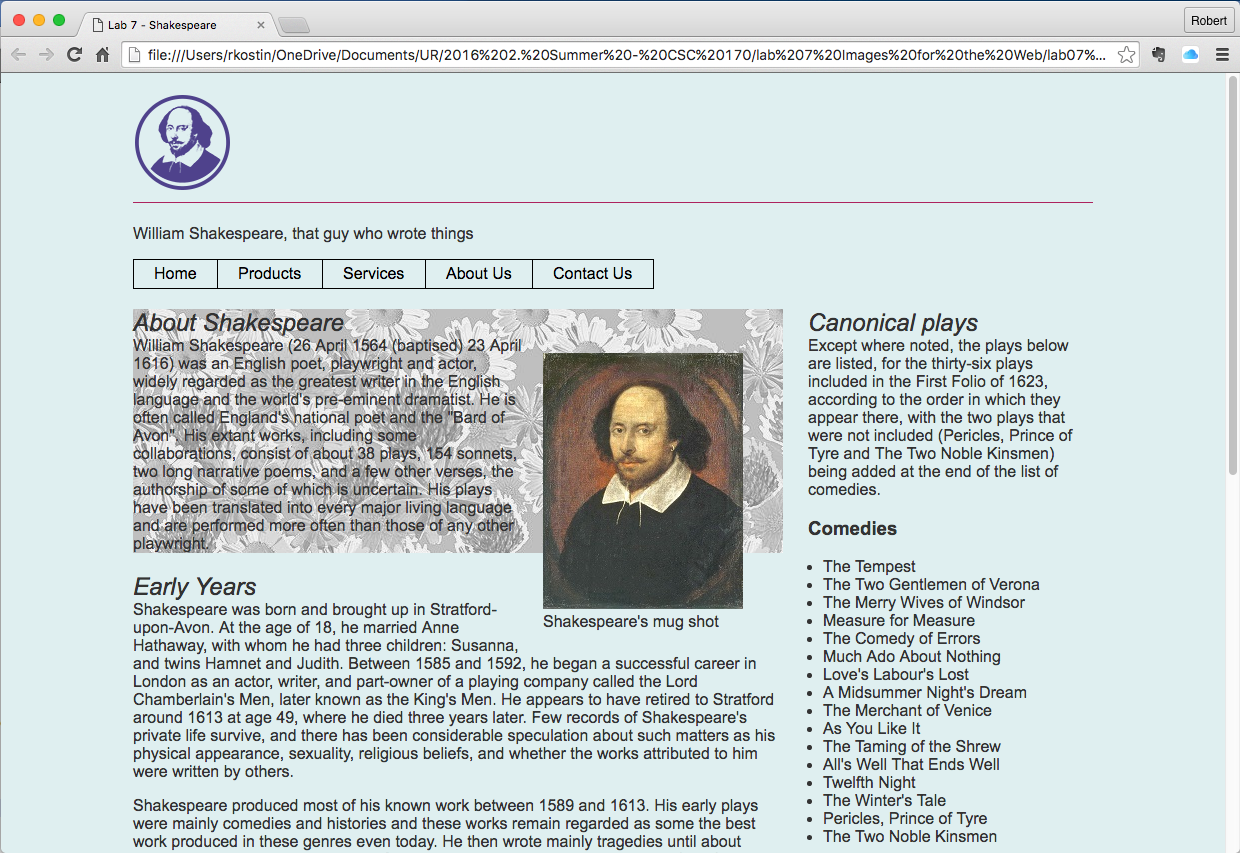 Lab 7 - Shakespeare
Robert
file:///Users/rkostin/OneDrive/Documents/UR/2016%202.%20Summer%20-%20CSC%20170/lab%207%20Images%20for%20the%20Web/lab07%...
William Shakespeare, that guy who wrote things
Home
Products
Services
About Us
Contact Us
About Shakespeare
William Shakespeare (26 April 1564 (baptised) 23 April
1616) was an English poet, playwright and actor,
widely regarded as the greatest writer in the English
language and the world's pre-eminent dramatist. He is
often called England's national poet and the "Bard of
Avon". His extant works, including some
collaborations, consist of about 38 plays, 154 sonnets,
two long narrative poems, and a few other verses, the
authorship of some of which is uncertain. His plays
have been translated into every major living language
and are performed more often than those of any other
playwright.
Shakespeare's mug shot
Early Years
Shakespeare was born and brought up in Stratford-
upon-Avon. At the age of 18, he married Anne
Hathaway, with whom he had three children: Susanna,
and twins Hamnet and Judith. Between 1585 and 1592, he began a successful career in
London as an actor, writer, and part-owner of a playing company called the Lord
Chamberlain's Men, later known as the King's Men. He appears to have retired to Stratford
around 1613 at age 49, where he died three years later. Few records of Shakespeare's
private life survive, and there has been considerable speculation about such matters as his
physical appearance, sexuality, religious beliefs, and whether the works attributed to him
were written by others.
Shakespeare produced most of his known work between 1589 and 1613. His early plays
were mainly comedies and histories and these works remain regarded as some the best
work produced in these genres even today. He then wrote mainly tragedies until about
Canonical plays
Except where noted, the plays below
are listed, for the thirty-six plays
included in the First Folio of 1623,
according to the order in which they
appear there, with the two plays that
were not included (Pericles, Prince of
Tyre and The Two Noble Kinsmen)
being added at the end of the list of
comedies.
Comedies
• The Tempest
• The Two Gentlemen of Verona
• The Merry Wives of Windsor
• Measure for Measure
• The Comedy of Errors
• Much Ado About Nothing
• Love's Labour's Lost
• A Midsummer Night's Dream
• The Merchant of Venice
• As You Like It
• The Taming of the Shrew
• All's Well That Ends Well
• Twelfth Night
• The Winter's Tale
• Pericles, Prince of Tyre
• The Two Noble Kinsmen